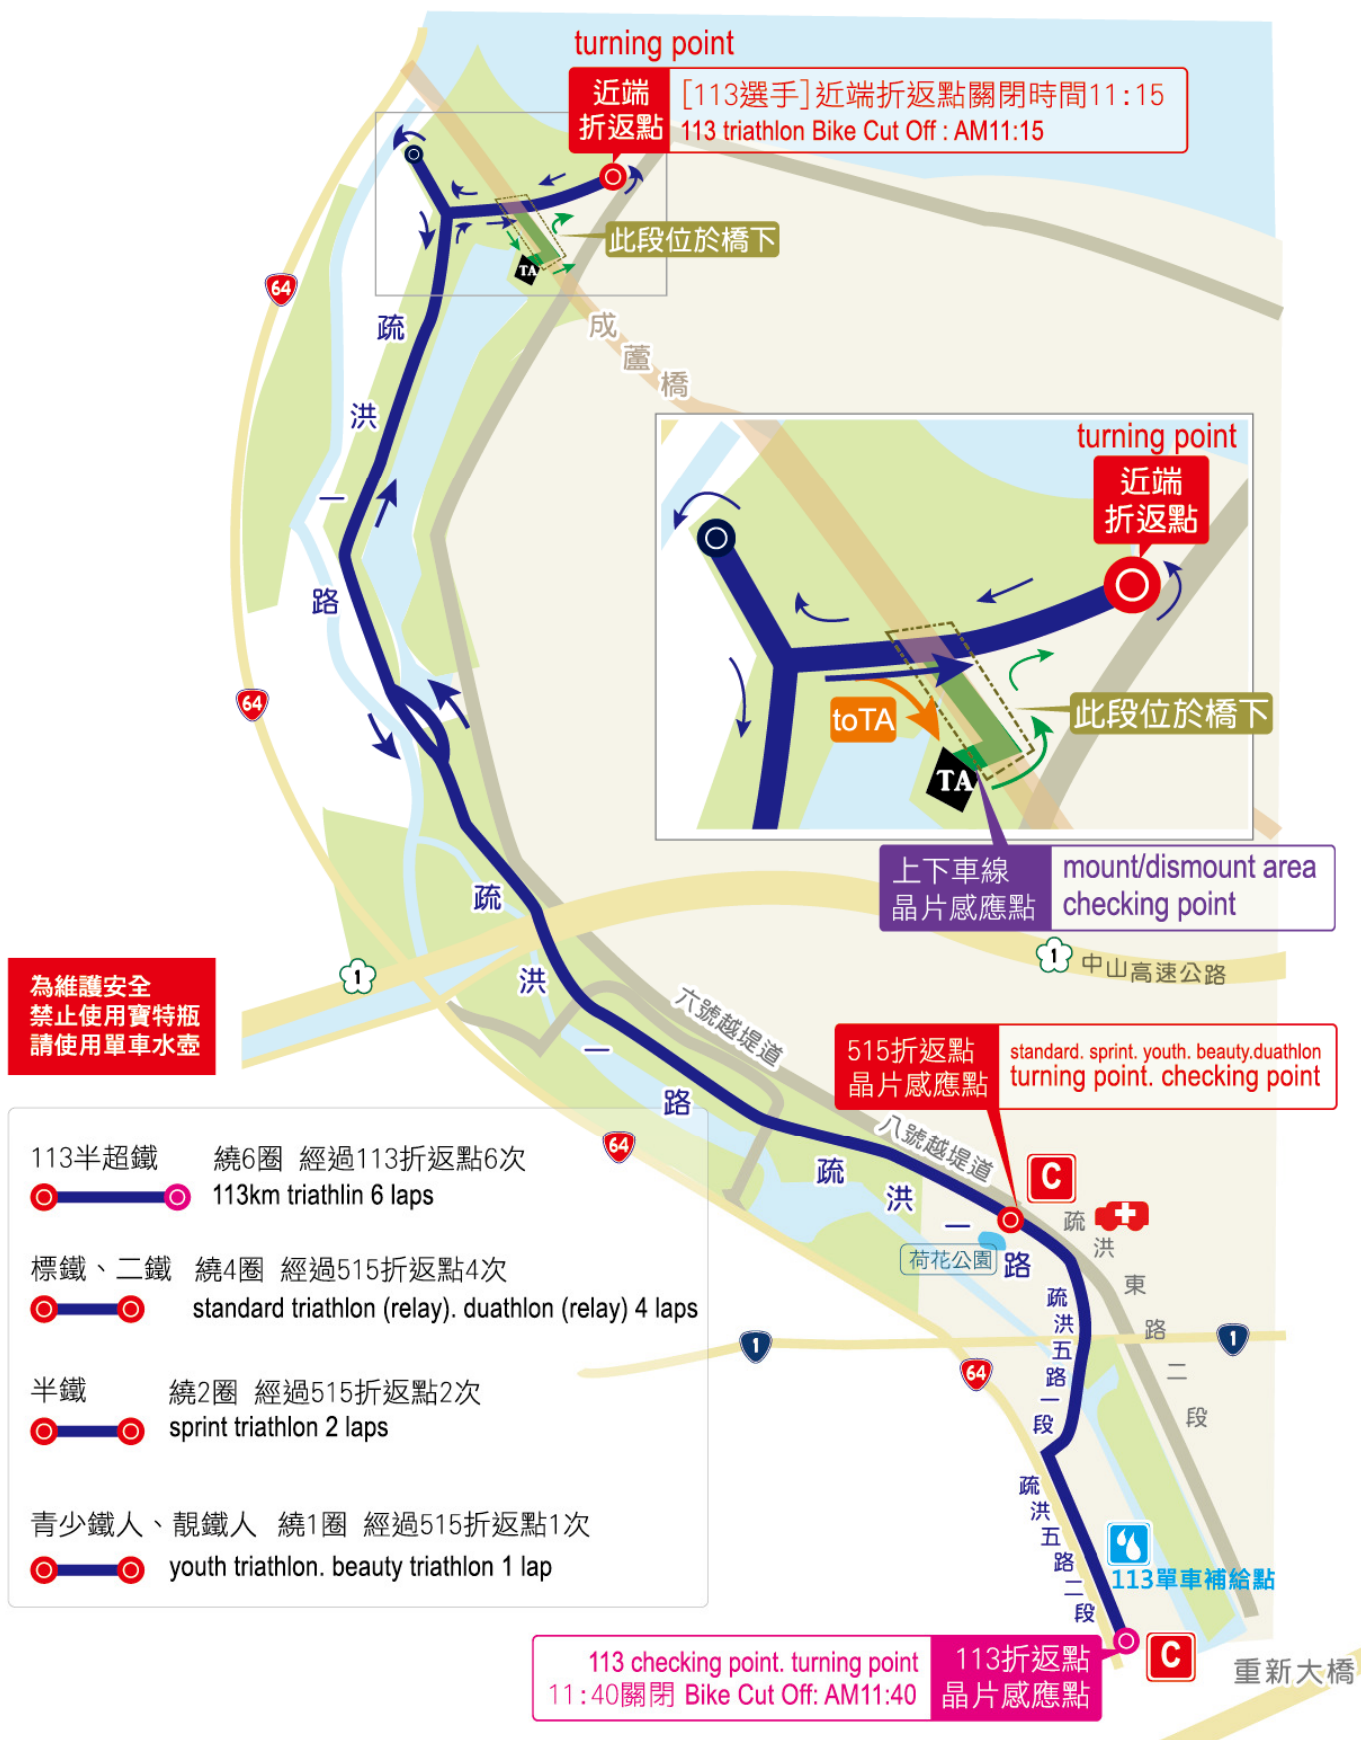 turning point
近端
折返點
[113選手]近端折返點關閉時間11:15
113 triathlon Bike Cut Off : AM11:15
此段位於橋下
TA
64
成蘆橋
疏洪一路
turning point
近端
折返點
toTA
此段位於橋下
TA
64
上下車線
晶片感應點
mount/dismount area
checking point
疏洪一路
1
1
中山高速公路
為維護安全
禁止使用寶特瓶
請使用單車水壺
六號越堤道
515折返點
晶片感應點
standard. sprint. youth. beauty.duathlon
turning point. checking point
八號越堤道
64
疏洪一路
C
荷花公園
疏洪東路二段
疏洪五路一段
1
1
64
113半超鐵 繞6圈 經過113折返點6次
113km triathlin 6 laps
標鐵、二鐵 繞4圈 經過515折返點4次
standard triathlon (relay). duathlon (relay) 4 laps
半鐵 繞2圈 經過515折返點2次
sprint triathlon 2 laps
青少鐵人、靚鐵人 繞1圈 經過515折返點1次
youth triathlon. beauty triathlon 1 lap
疏洪五路二段
113單車補給點
113 checking point. turning point
11:40關閉 Bike Cut Off: AM11:40
113折返點
晶片感應點
C
重新大橋